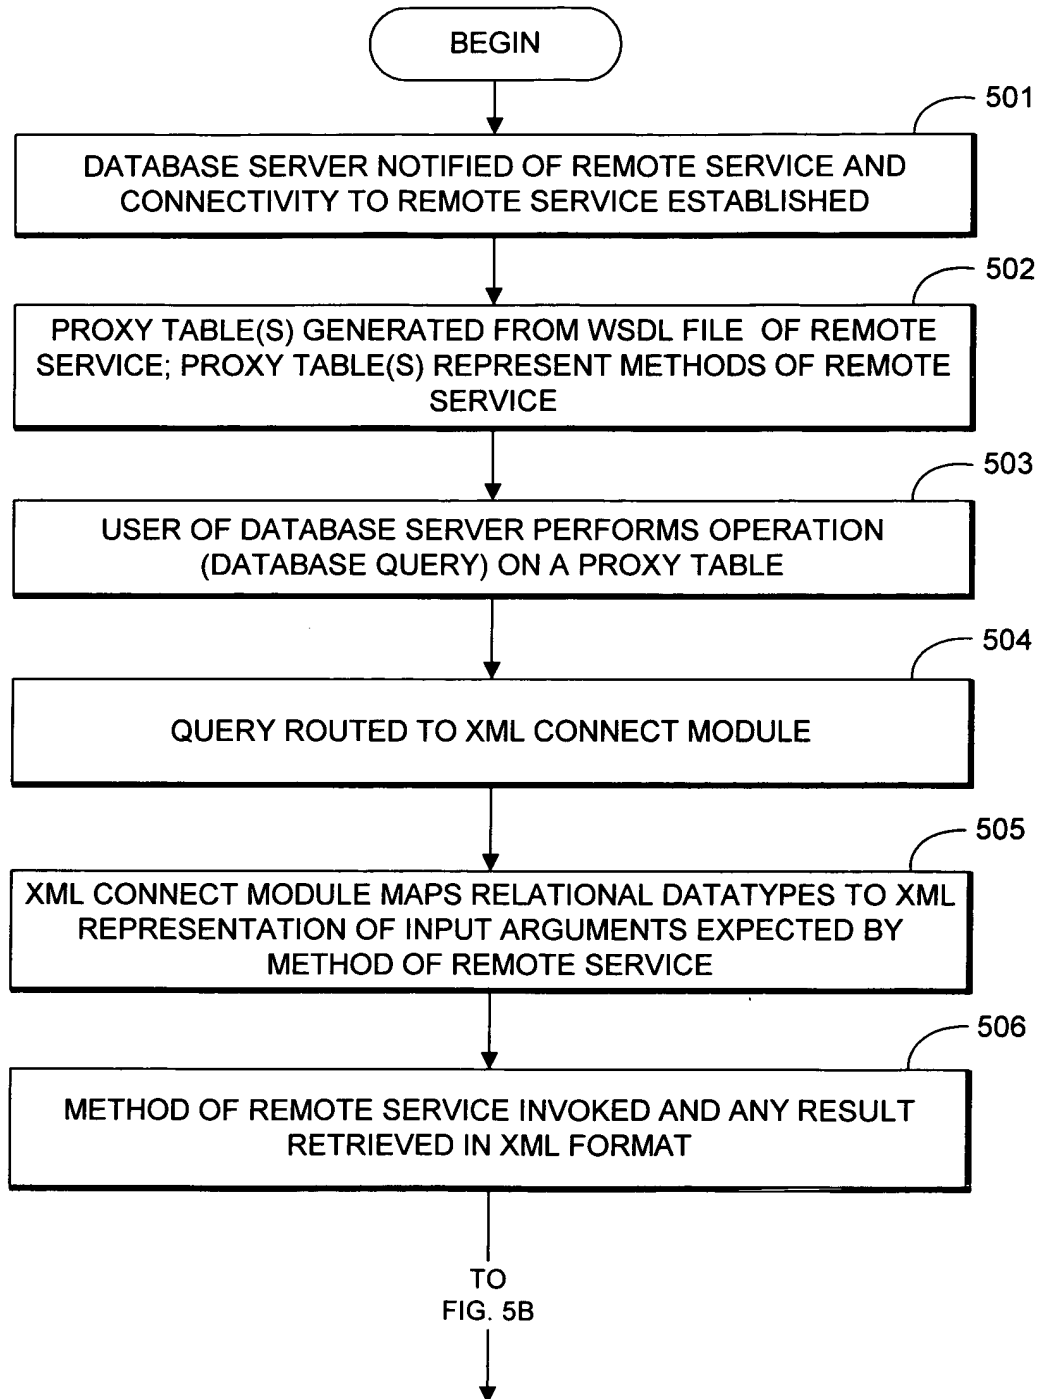 BEGIN
501
DATABASE SERVER NOTIFIED OF REMOTE SERVICE AND
CONNECTIVITY TO REMOTE SERVICE ESTABLISHED
502
PROXY TABLE(S) GENERATED FROM WSDL FILE OF REMOTE
SERVICE; PROXY TABLE(S) REPRESENT METHODS OF REMOTE
SERVICE
503
USER OF DATABASE SERVER PERFORMS OPERATION
(DATABASE QUERY) ON A PROXY TABLE
504
QUERY ROUTED TO XML CONNECT MODULE
505
XML CONNECT MODULE MAPS RELATIONAL DATATYPES TO XML
REPRESENTATION OF INPUT ARGUMENTS EXPECTED BY
METHOD OF REMOTE SERVICE
506
METHOD OF REMOTE SERVICE INVOKED AND ANY RESULT
RETRIEVED IN XML FORMAT
TO
FIG. 5B